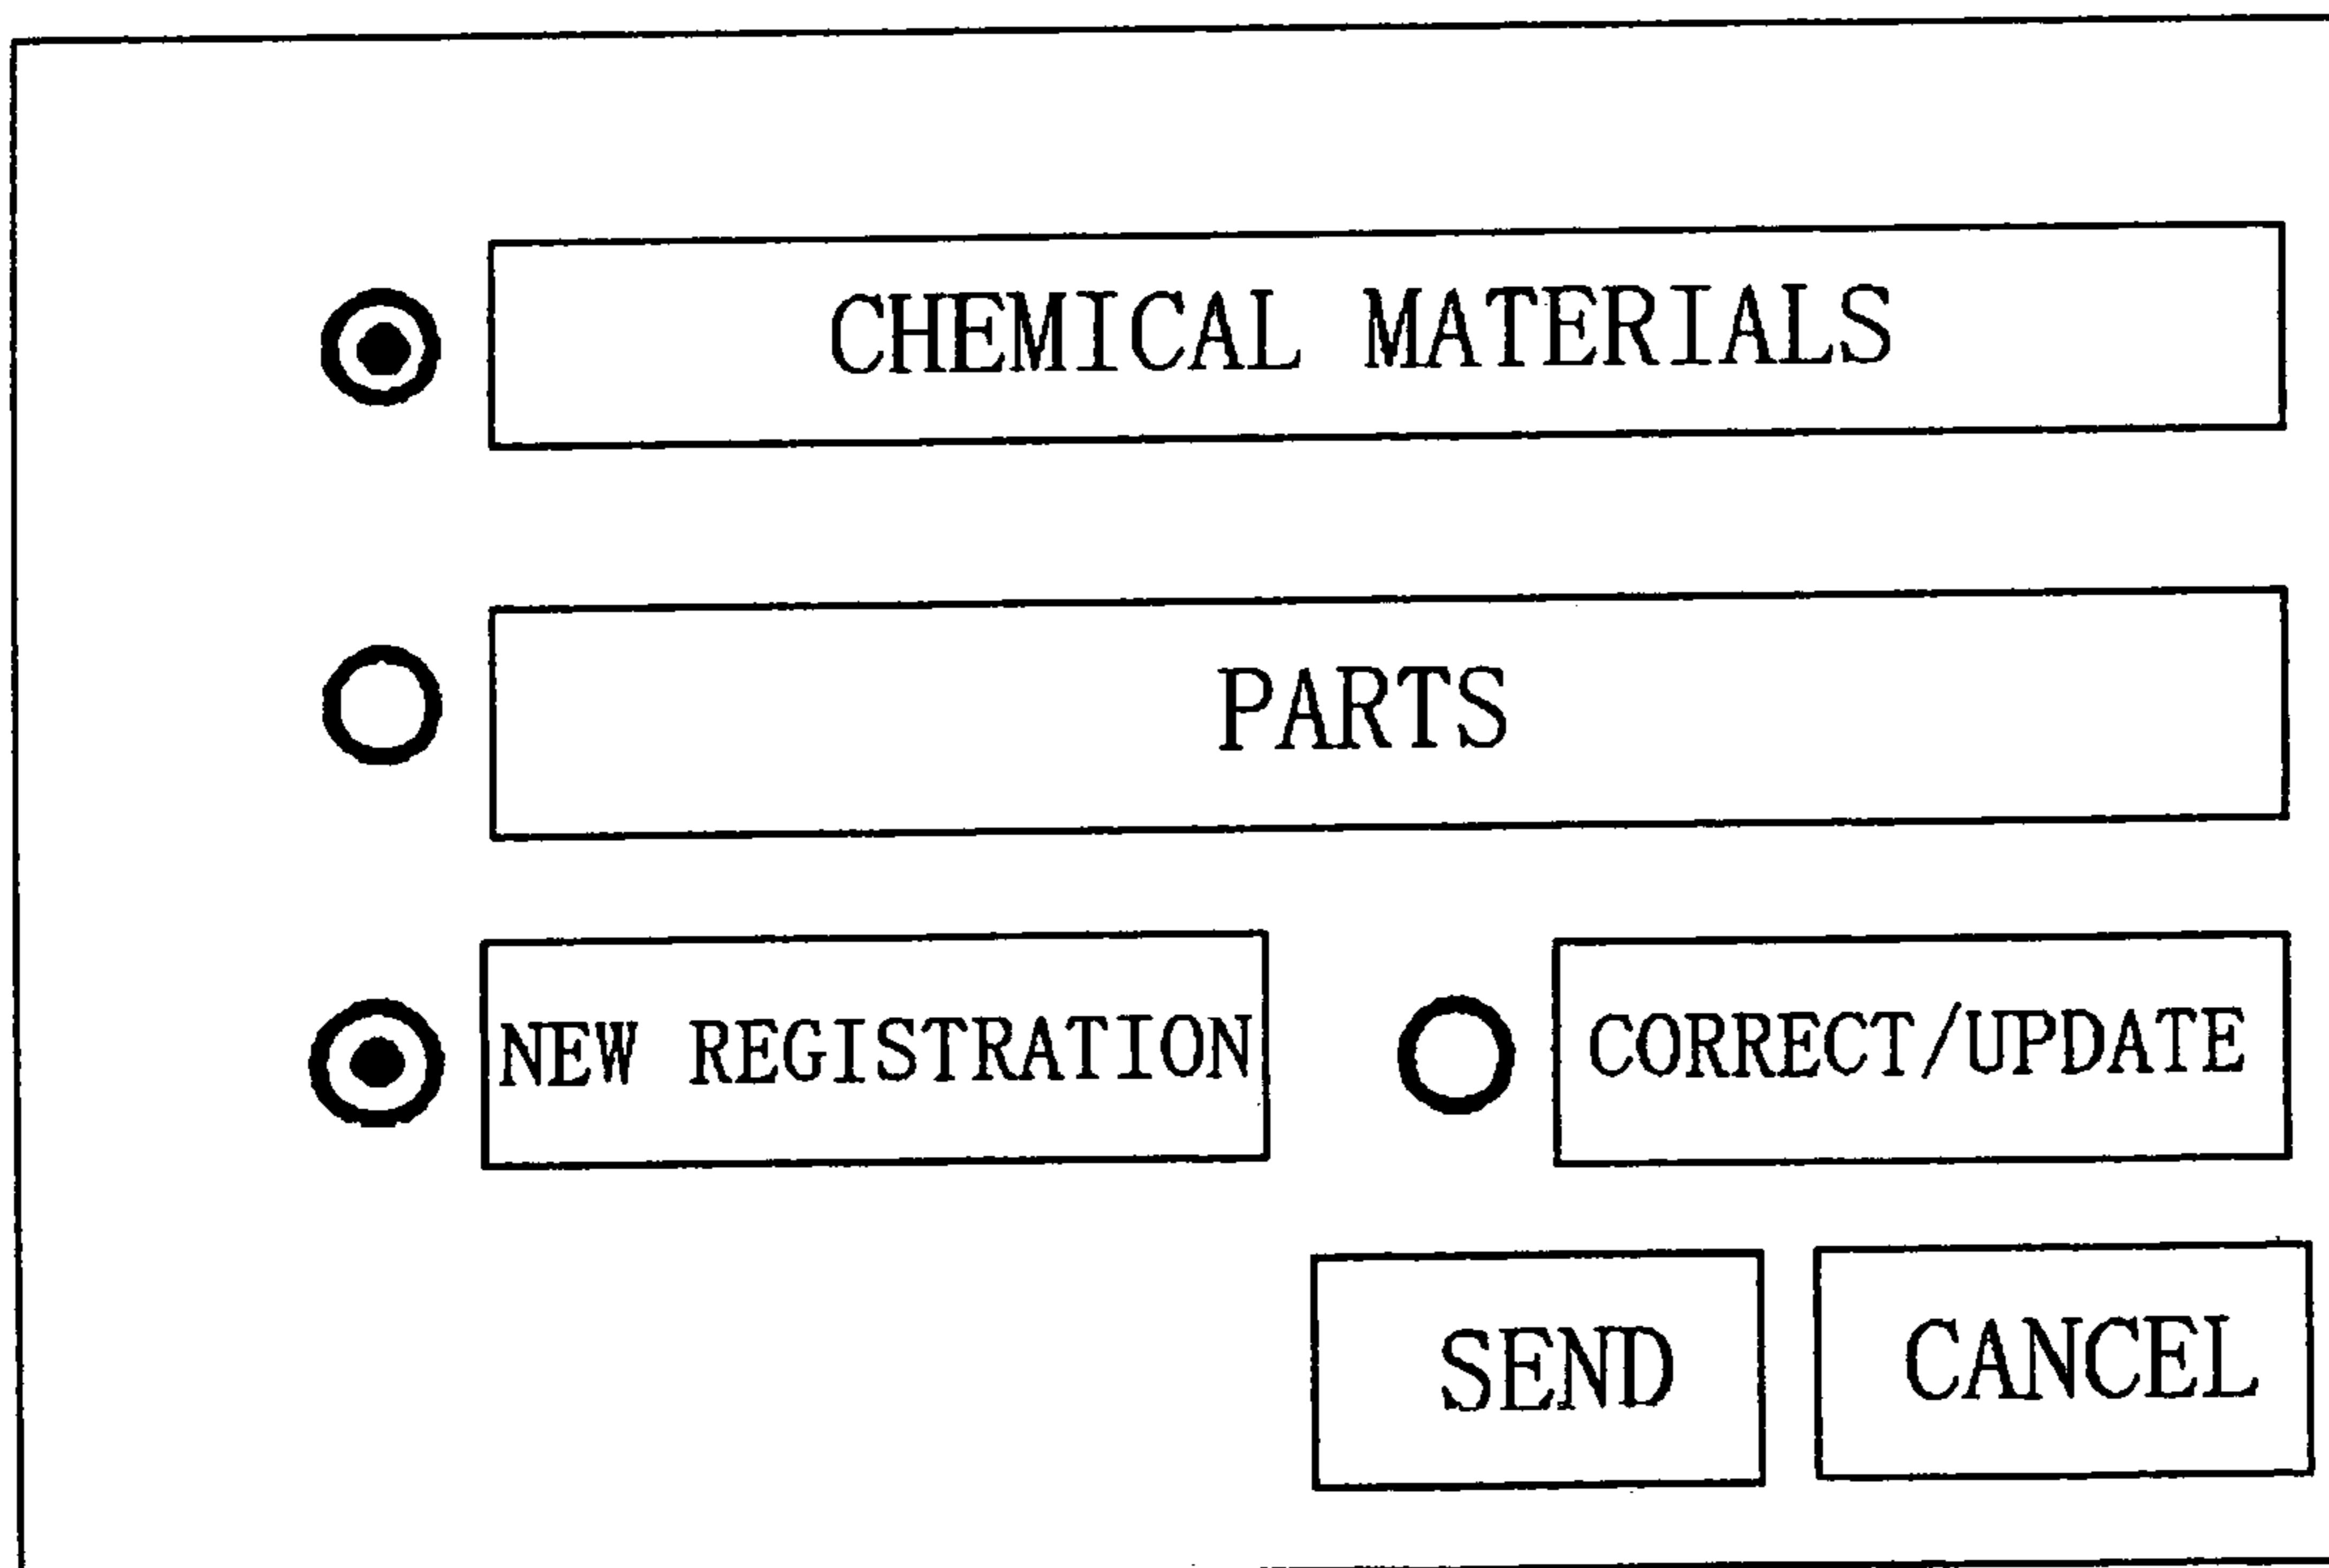 CHEMICAL MATERIALS
PARTS
NEW REGISTRATION CORRECT/UPDATE
SEND CANCEL